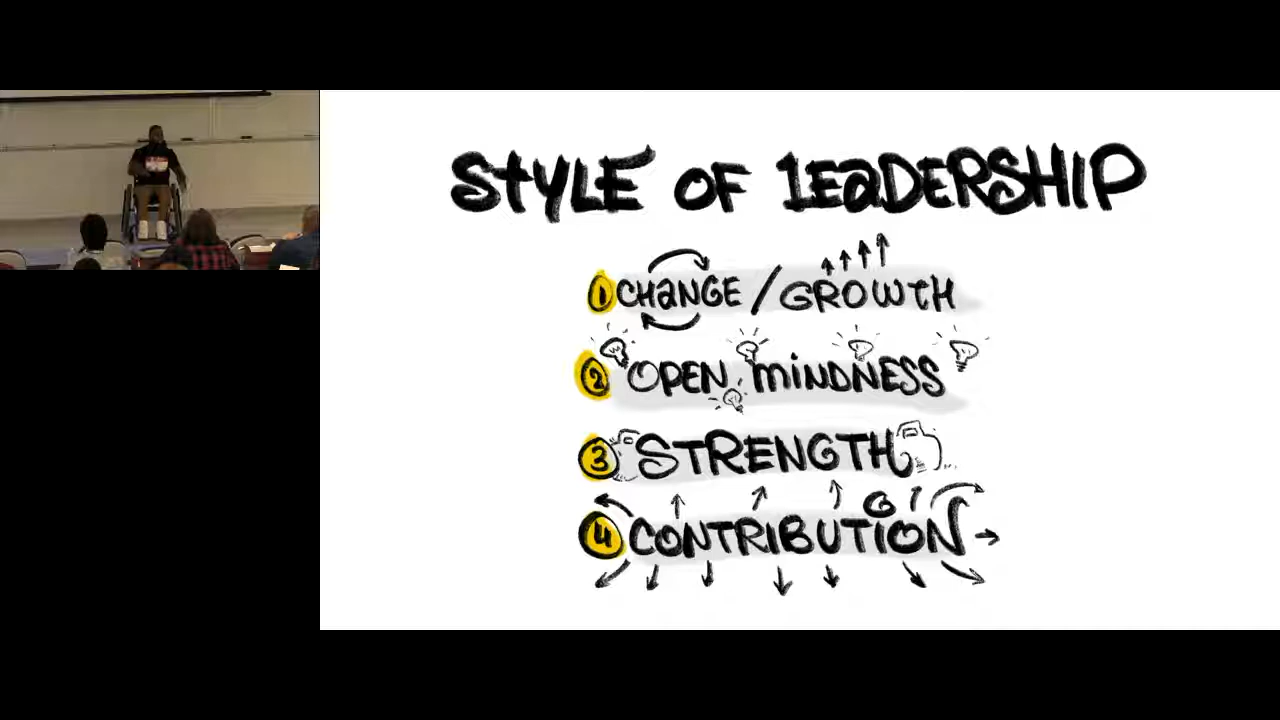 STYLE OF LEADERSHIP
1 CHANGE / GROWTH
2 OPEN MINDNESS
3 STRENGTH
4 CONTRIBUTION